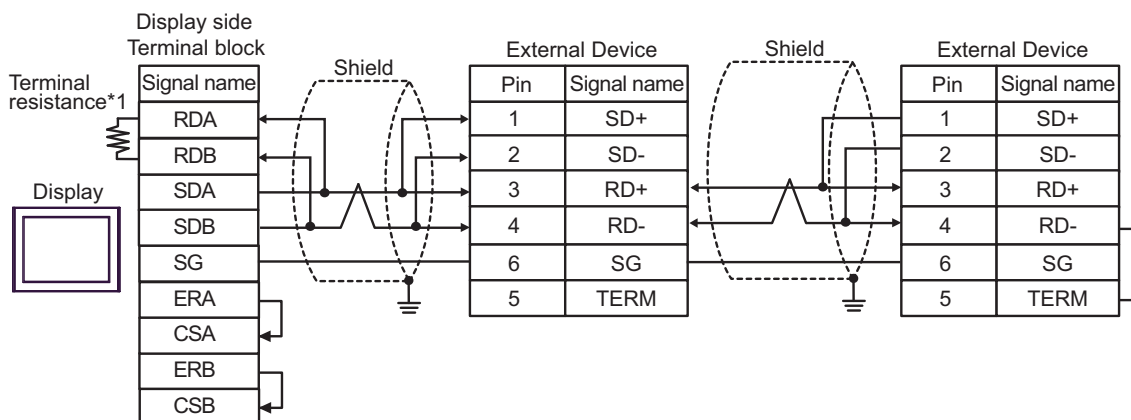 Display side
Terminal block
External Device
Shield
External Device
Shield
Terminal
resistance*1
Signal name
Pin Signal name
Pin Signal name
RDA
1 SD+
1 SD+
RDB
2 SD-
2 SD-
Display
SDA
3 RD+
3 RD+
SDB
4 RD-
4 RD-
SG
6 SG
6 SG
ERA
5 TERM
5 TERM
CSA
ERB
CSB